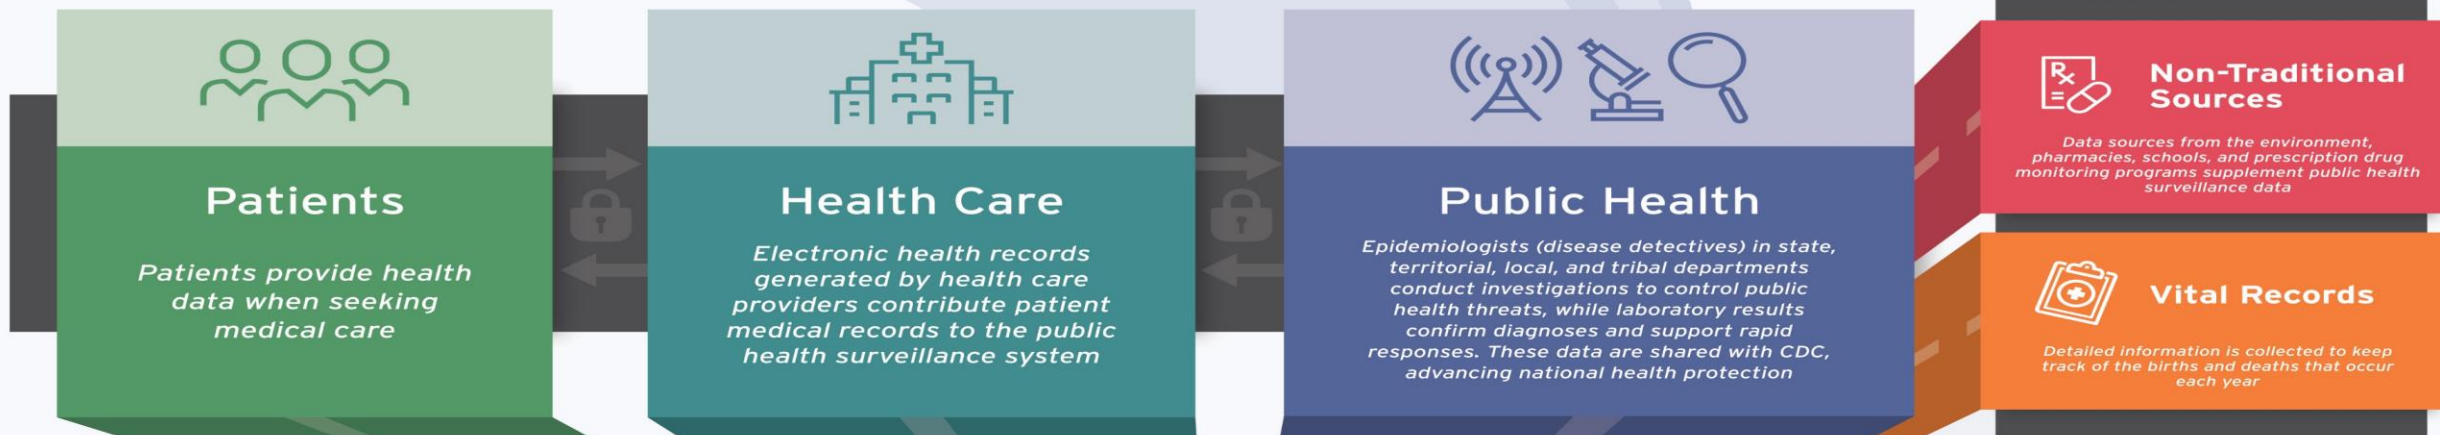 Patients
Patients provide health
data when seeking
medical care
Health Care
Electronic health records
generated by health care
providers contribute patient
medical records to the public
health surveillance system
Public Health
Epidemiologists (disease detectives) in state,
territorial, local, and tribal departments
conduct investigations to control public
health threats, while laboratory results
confirm diagnoses and support rapid
responses. These data are shared with CDC,
advancing national health protection
Rx
Non-Traditional
Sources
Data sources from the environment,
pharmacies, schools, and prescription drug
monitoring programs supplement public health
surveillance data
Vital Records
Detailed information is collected to keep
track of the births and deaths that occur
each year